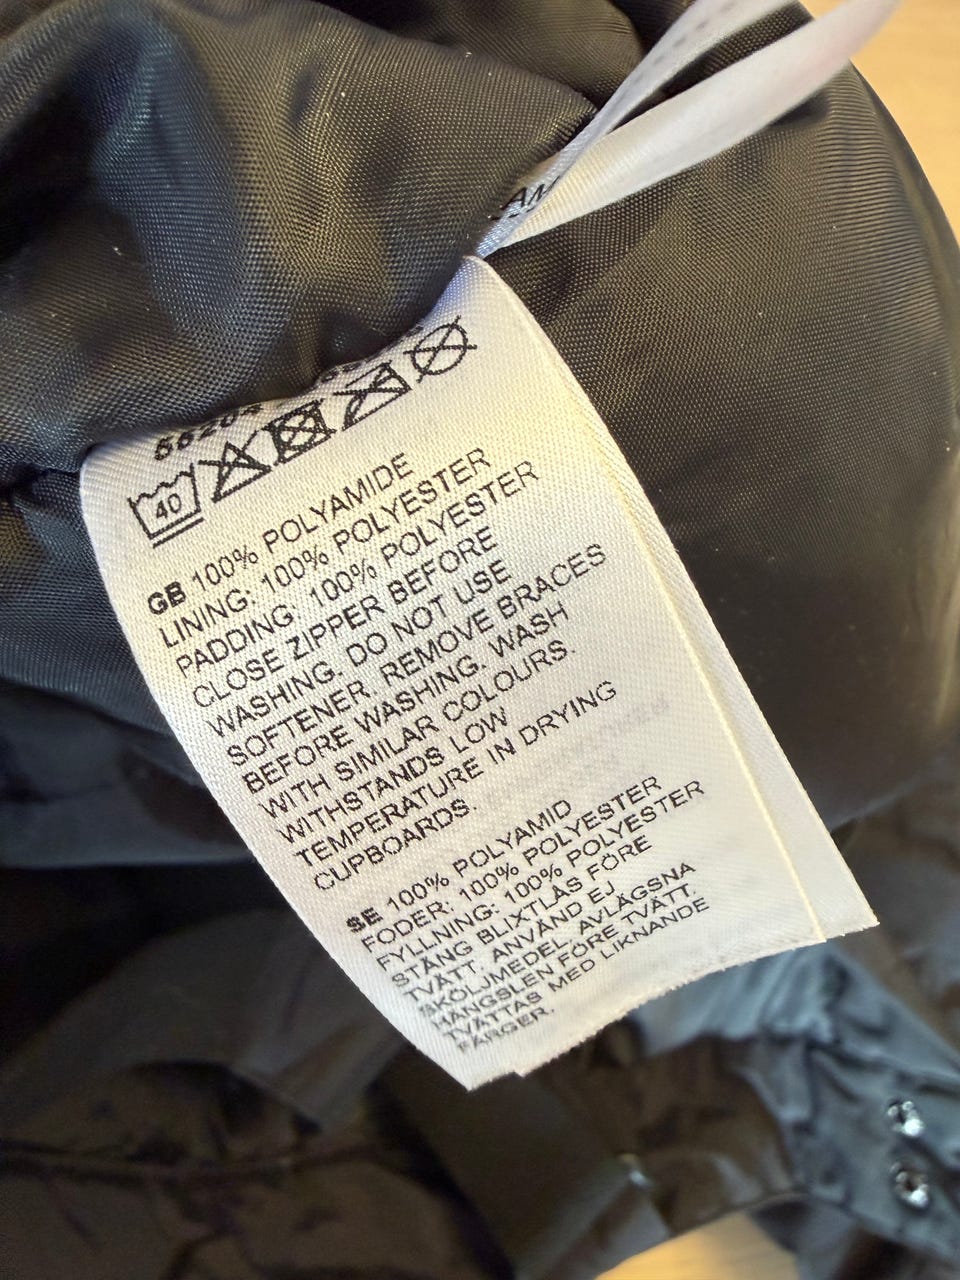 40
GB 100% POLYAMIDE
LINING: 100% POLYESTER
PADDING: 100% POLYESTER
CLOSE ZIPPER BEFORE
WASHING. DO NOT USE
SOFTENER. REMOVE BRACES
BEFORE WASHING. WASH
WITH SIMILAR COLOURS.
WITHSTANDS LOW
TEMPERATURE IN DRYING
CUPBOARDS.
SE 100% POLYAMID
FODER: 100% POLYESTER
FYLLNING: 100% POLYESTER
STÄNG BLIXTLÅS FÖRE
TVÄTT. ANVÄND EJ
SKÖLJMEDEL. AVLÄGSNA
HÄNGSLEN FÖRE TVÄTT.
TVÄTTAS MED LIKNANDE
FÄRGER.